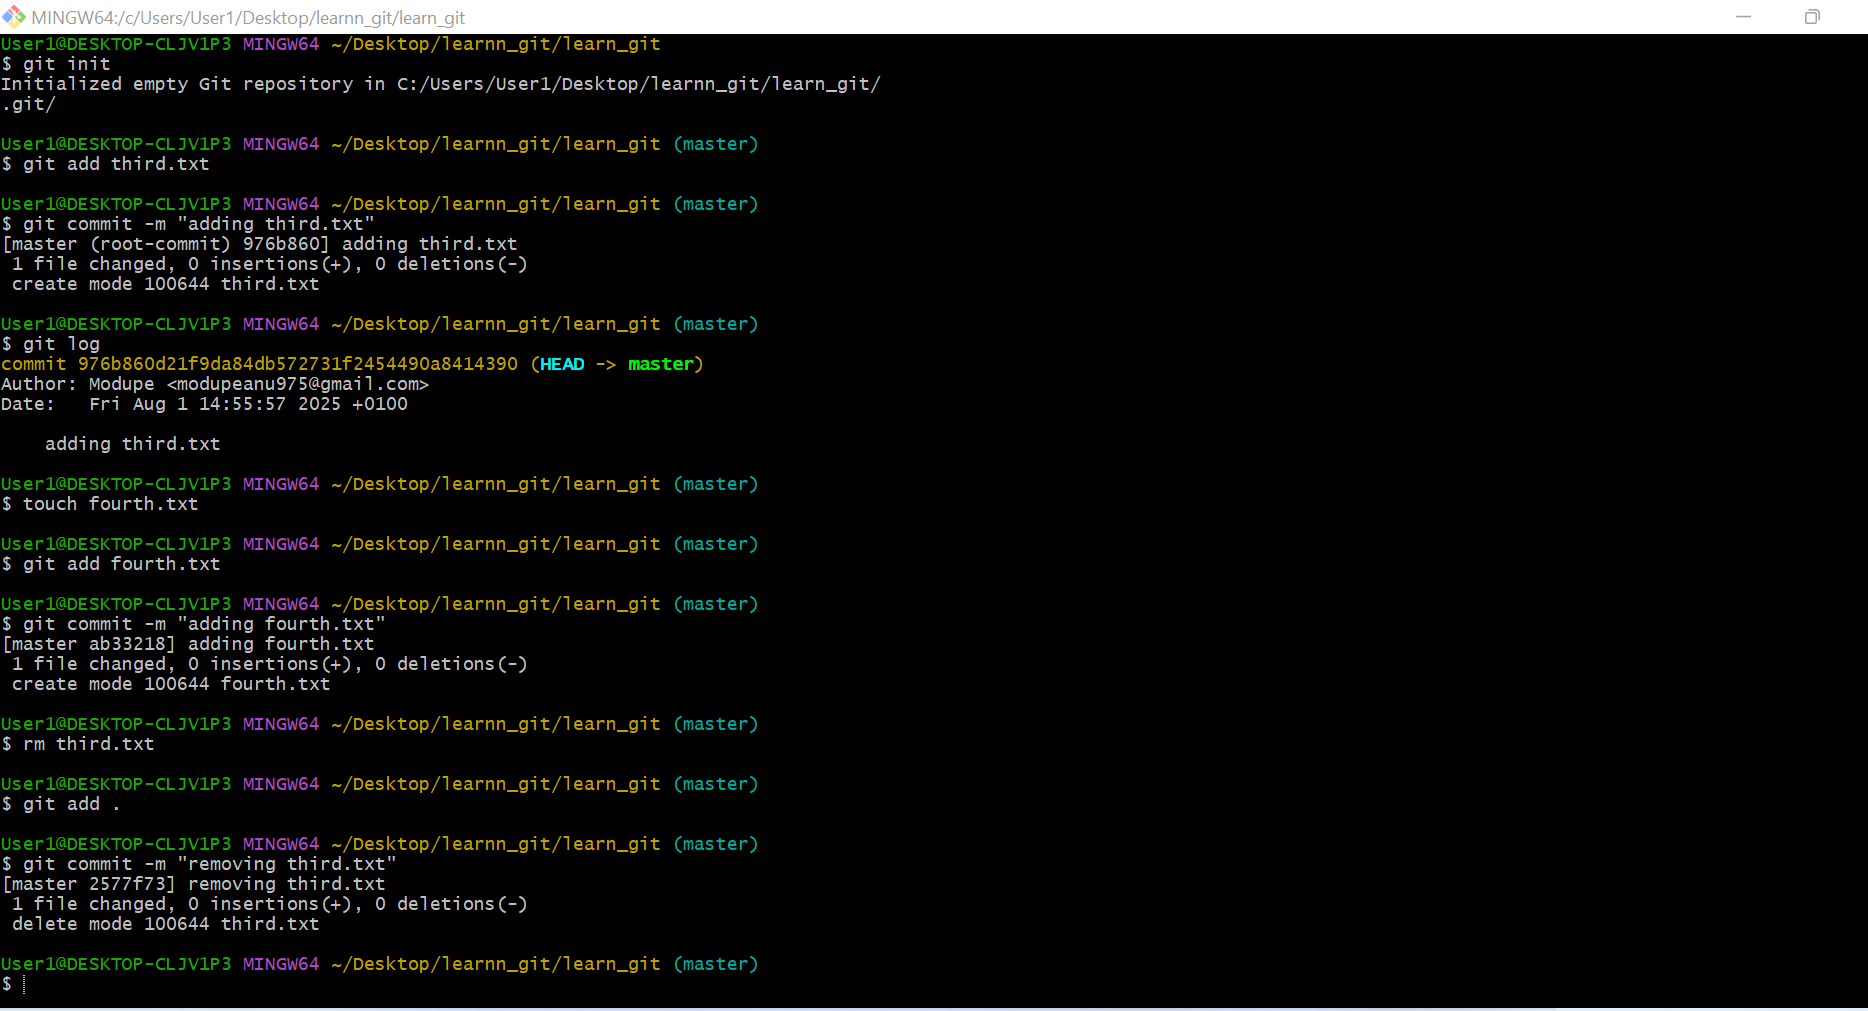 MINGW64:/c/Users/User1/Desktop/learnn_git/learn_git
User1@DESKTOP-CLJV1P3 MINGW64 ~/Desktop/learnn_git/learn_git
$ git init
Initialized empty Git repository in C:/Users/User1/Desktop/learnn_git/learn_git/
.git/
User1@DESKTOP-CLJV1P3 MINGW64 ~/Desktop/learnn_git/learn_git (master)
$ git add third.txt
User1@DESKTOP-CLJV1P3 MINGW64 ~/Desktop/learnn_git/learn_git (master)
$ git commit -m "adding third.txt"
[master (root-commit) 976b860] adding third.txt
 1 file changed, 0 insertions(+), 0 deletions(-)
 create mode 100644 third.txt
User1@DESKTOP-CLJV1P3 MINGW64 ~/Desktop/learnn_git/learn_git (master)
$ git log
commit 976b860d21f9da84db572731f2454490a8414390 (HEAD -> master)
Author: Modupe <modupeanu975@gmail.com>
Date:   Fri Aug 1 14:55:57 2025 +0100
    adding third.txt
User1@DESKTOP-CLJV1P3 MINGW64 ~/Desktop/learnn_git/learn_git (master)
$ touch fourth.txt
User1@DESKTOP-CLJV1P3 MINGW64 ~/Desktop/learnn_git/learn_git (master)
$ git add fourth.txt
User1@DESKTOP-CLJV1P3 MINGW64 ~/Desktop/learnn_git/learn_git (master)
$ git commit -m "adding fourth.txt"
[master ab33218] adding fourth.txt
 1 file changed, 0 insertions(+), 0 deletions(-)
 create mode 100644 fourth.txt
User1@DESKTOP-CLJV1P3 MINGW64 ~/Desktop/learnn_git/learn_git (master)
$ rm third.txt
User1@DESKTOP-CLJV1P3 MINGW64 ~/Desktop/learnn_git/learn_git (master)
$ git add .
User1@DESKTOP-CLJV1P3 MINGW64 ~/Desktop/learnn_git/learn_git (master)
$ git commit -m "removing third.txt"
[master 2577f73] removing third.txt
 1 file changed, 0 insertions(+), 0 deletions(-)
 delete mode 100644 third.txt
User1@DESKTOP-CLJV1P3 MINGW64 ~/Desktop/learnn_git/learn_git (master)
$